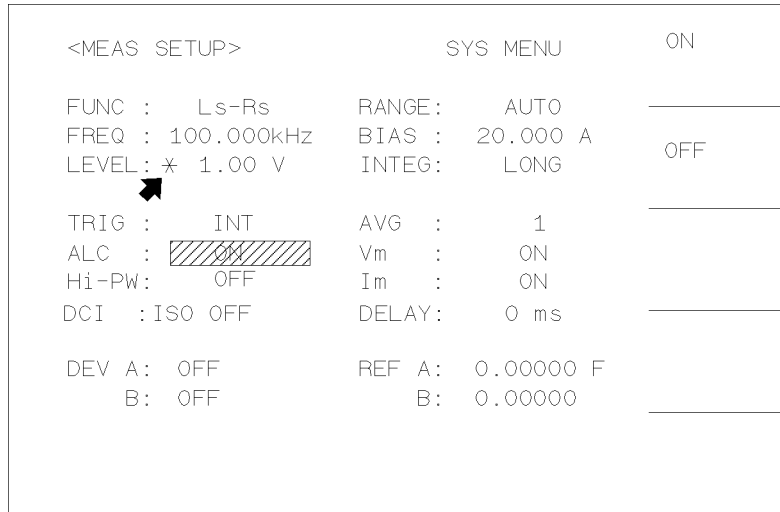 <MEAS SETUP> SYS MENU ON
FUNC : Ls-Rs RANGE: AUTO
FREQ : 100.000kHz BIAS : 20.000 A
OFF
LEVEL:* 1.00 V INTEG: LONG
TRIG : INT AVG : 1
ALC : ON Vm : ON
Hi-PW: OFF Im : ON
DCI :ISO OFF DELAY: 0 ms
DEV A: OFF REF A: 0.00000 F
B: OFF B: 0.00000